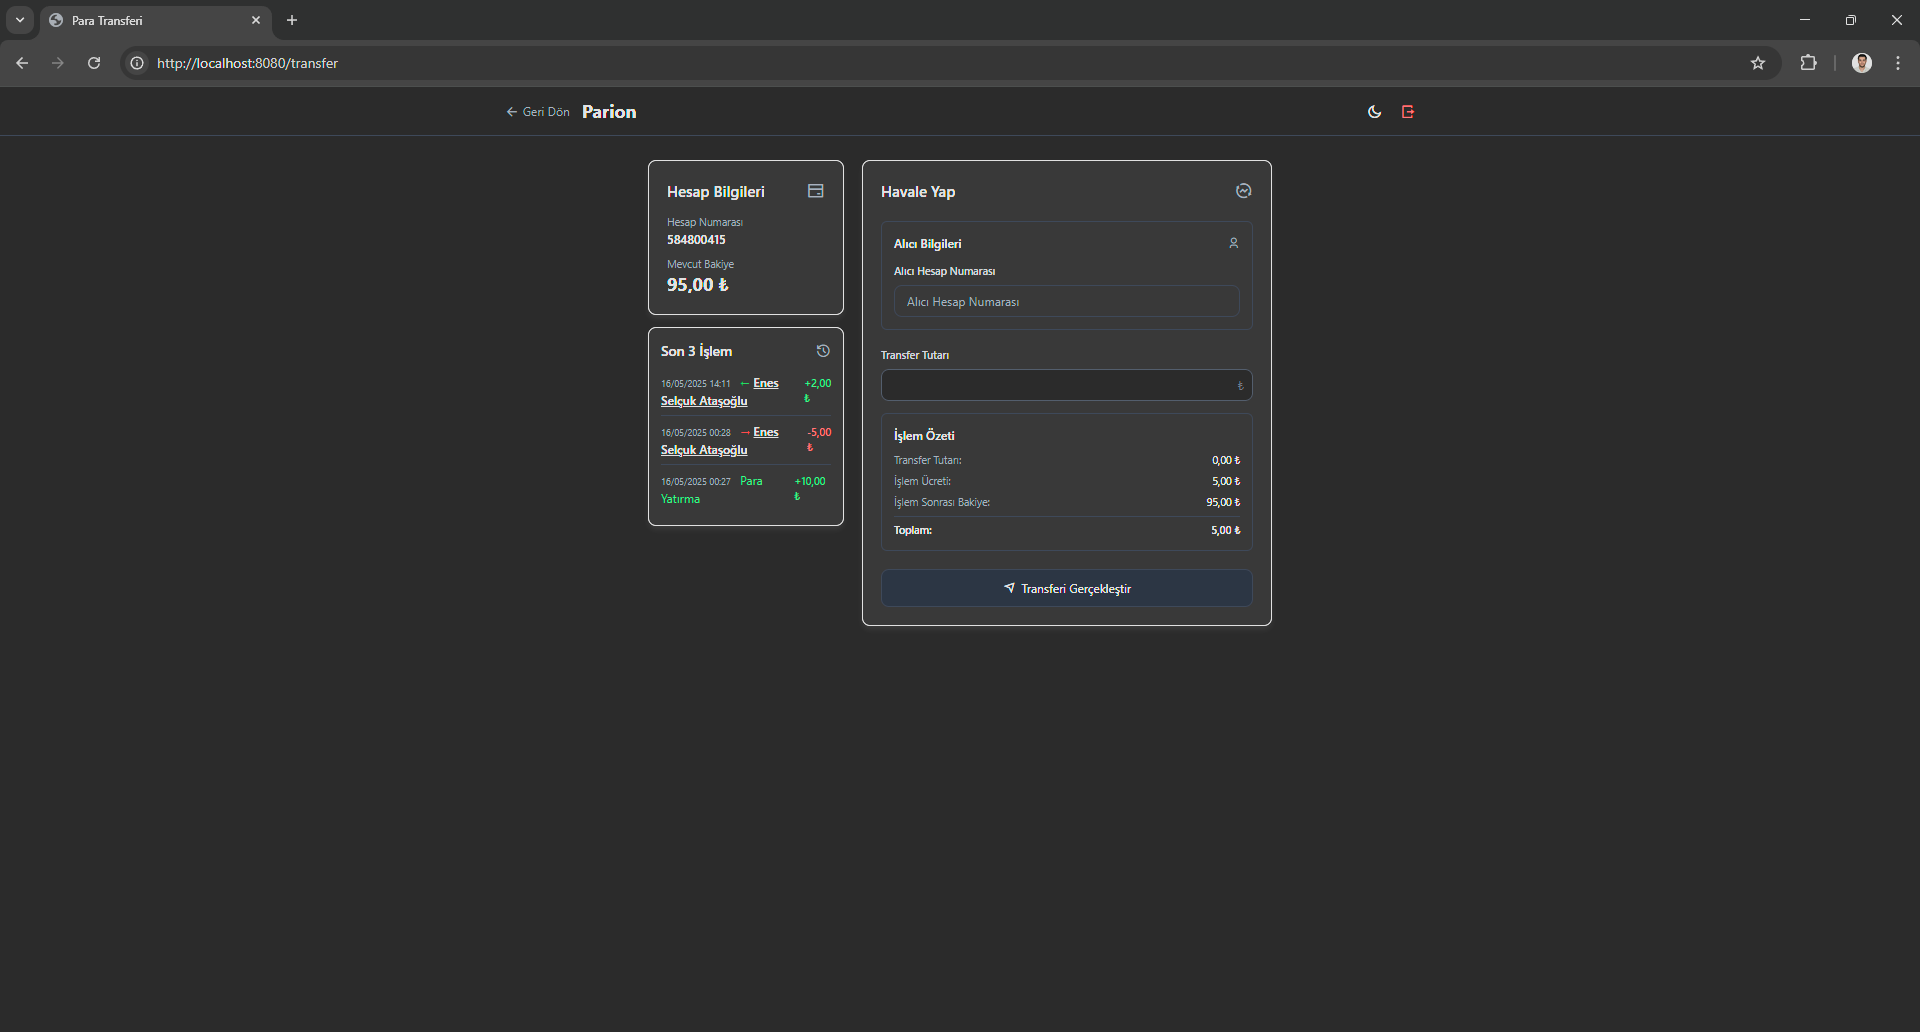 Para Transferi
http://localhost:8080/transfer
← Geri Dön Parion
Hesap Bilgileri
Hesap Numarası
584800415
Mevcut Bakiye
95,00 ₺
Son 3 İşlem
16/05/2025 14:11 ← Enes +2,00
Selçuk Ataşoğlu ₺
16/05/2025 00:28 → Enes -5,00
Selçuk Ataşoğlu ₺
16/05/2025 00:27 Para +10,00
Yatırma ₺
Havale Yap
Alıcı Bilgileri
Alıcı Hesap Numarası
Alıcı Hesap Numarası
Transfer Tutarı
₺
İşlem Özeti
Transfer Tutarı: 0,00 ₺
İşlem Ücreti: 5,00 ₺
İşlem Sonrası Bakiye: 95,00 ₺
Toplam: 5,00 ₺
Transferi Gerçekleştir